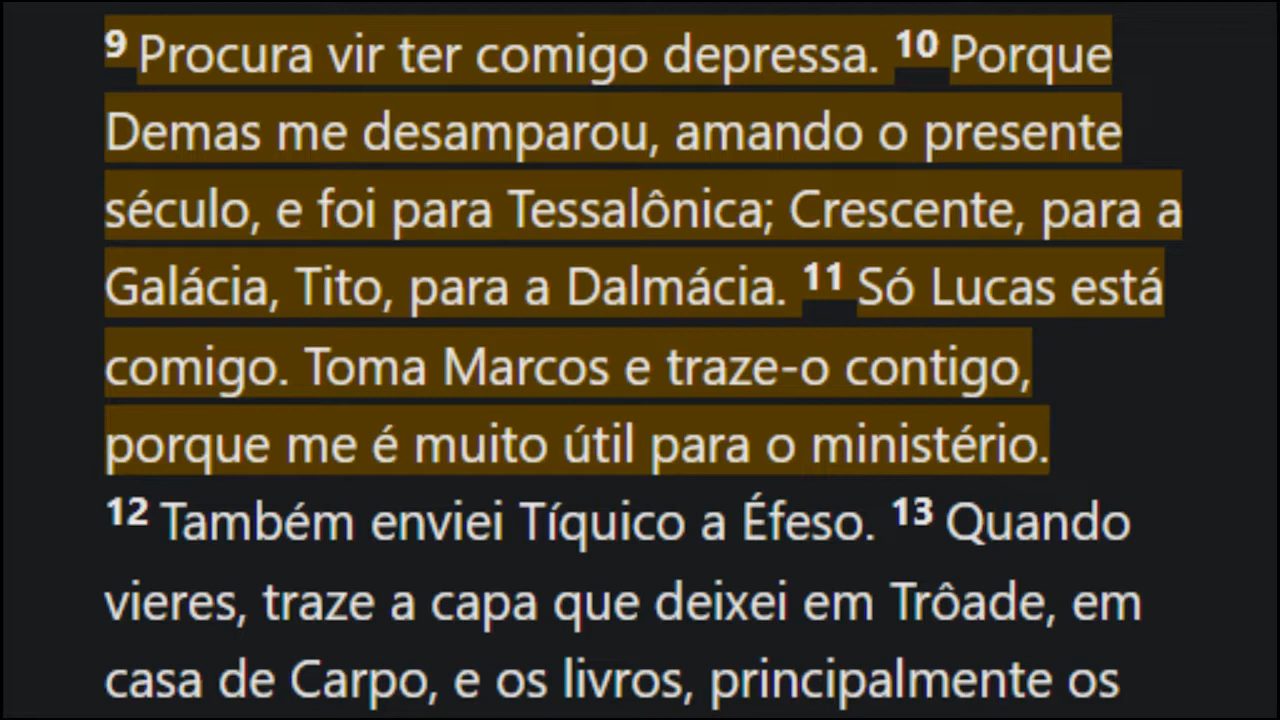 9 Procura vir ter comigo depressa. 10 Porque
Demas me desamparou, amando o presente
século, e foi para Tessalônica; Crescente, para a
Galácia, Tito, para a Dalmácia. 11 Só Lucas está
comigo. Toma Marcos e traze-o contigo,
porque me é muito útil para o ministério.
12 Também enviei Tíquico a Éfeso. 13 Quando
vieres, traze a capa que deixei em Trôade, em
casa de Carpo, e os livros, principalmente os